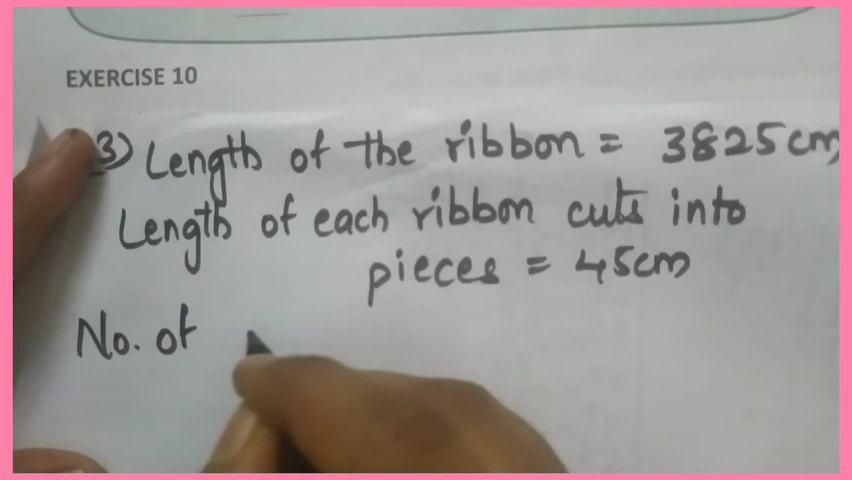 EXERCISE 10
3) Length of the ribbon = 3825cm
Length of each ribbon cuts into
pieces = 45cm
No. of